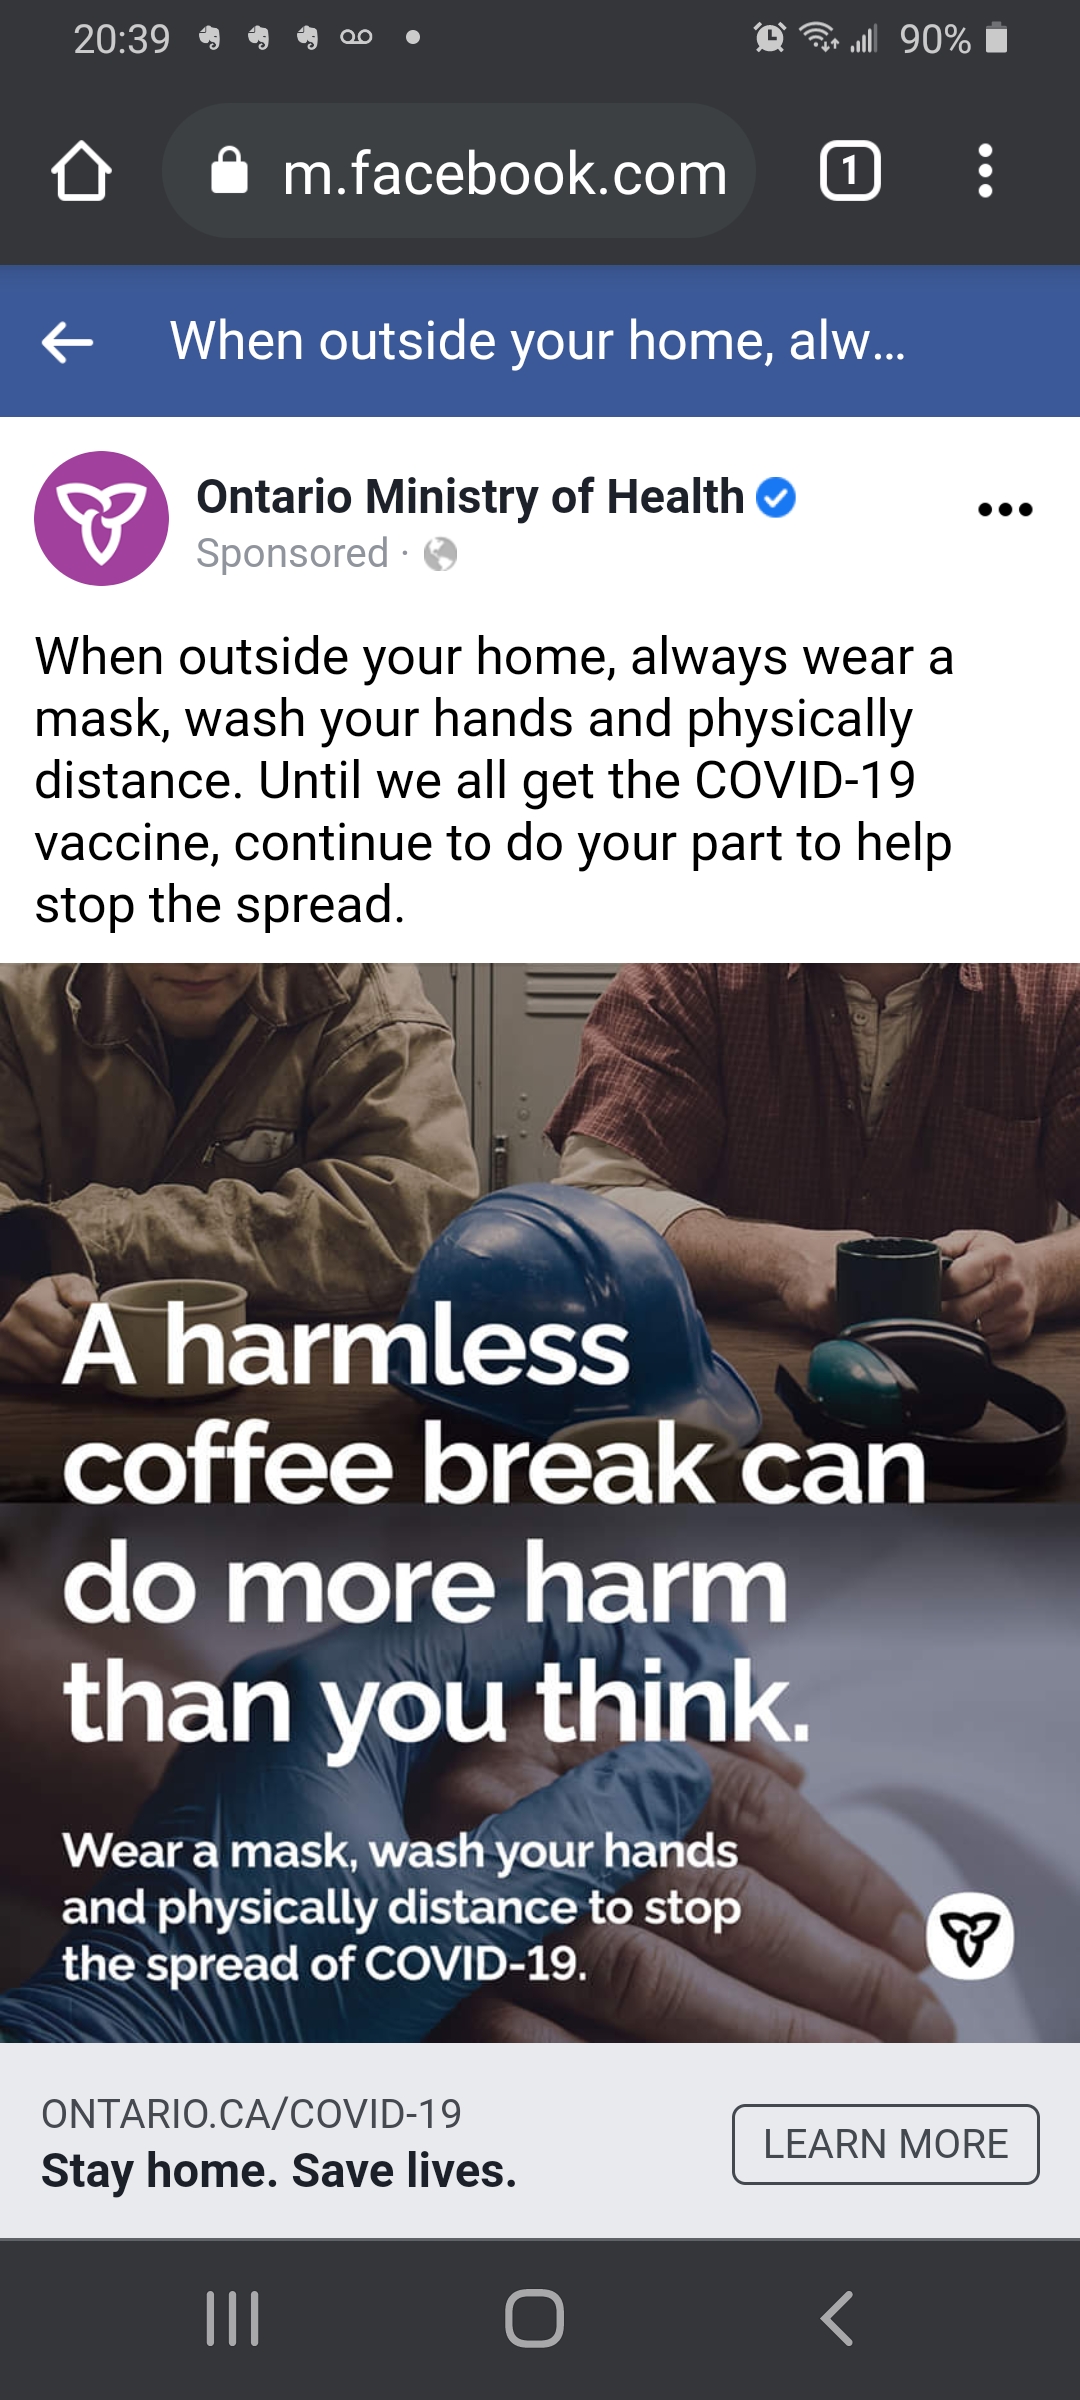 20:39
90%
m.facebook.com
1
When outside your home, alw...
Ontario Ministry of Health
Sponsored ·
When outside your home, always wear a
mask, wash your hands and physically
distance. Until we all get the COVID-19
vaccine, continue to do your part to help
stop the spread.
A harmless
coffee break can
do more harm
than you think.
Wear a mask, wash your hands
and physically distance to stop
the spread of COVID-19.
ONTARIO.CA/COVID-19
Stay home. Save lives.
LEARN MORE